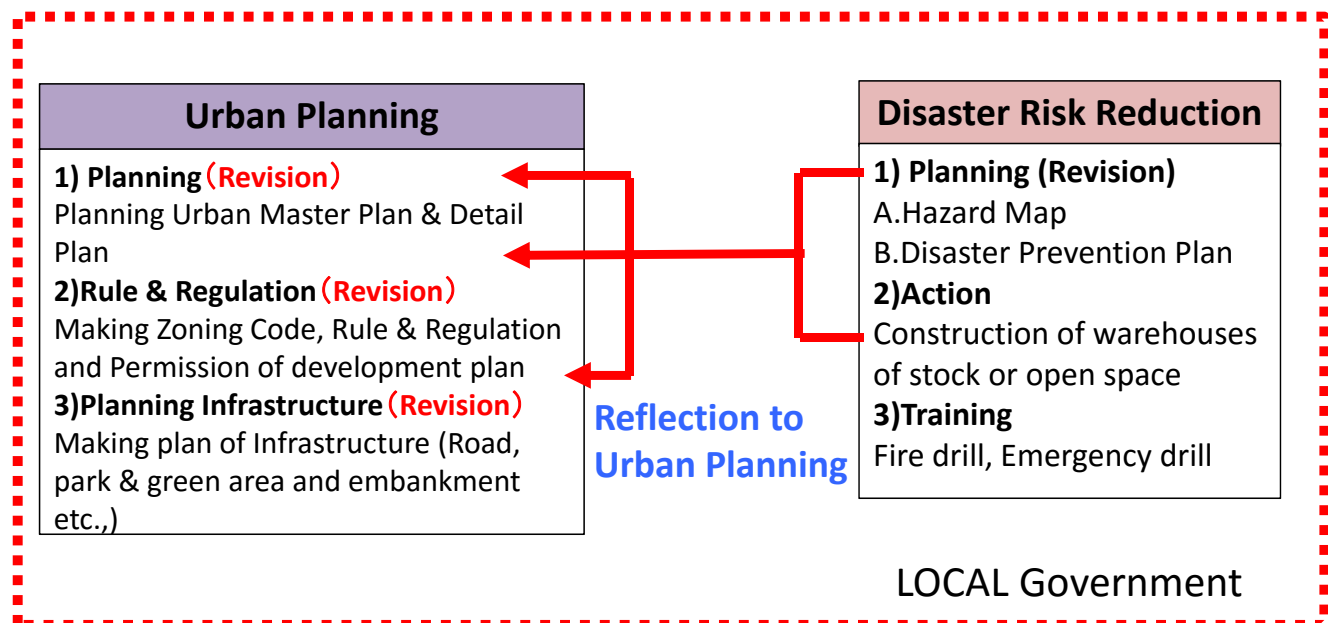 Urban Planning
1) Planning（Revision）
Planning Urban Master Plan & Detail
Plan
2)Rule & Regulation（Revision）
Making Zoning Code, Rule & Regulation
and Permission of development plan
3)Planning Infrastructure（Revision）
Making plan of Infrastructure (Road,
park & green area and embankment
etc.,)
Reflection to
Urban Planning
Disaster Risk Reduction
1) Planning (Revision)
A.Hazard Map
B.Disaster Prevention Plan
2)Action
Construction of warehouses
of stock or open space
3)Training
Fire drill, Emergency drill
LOCAL Government